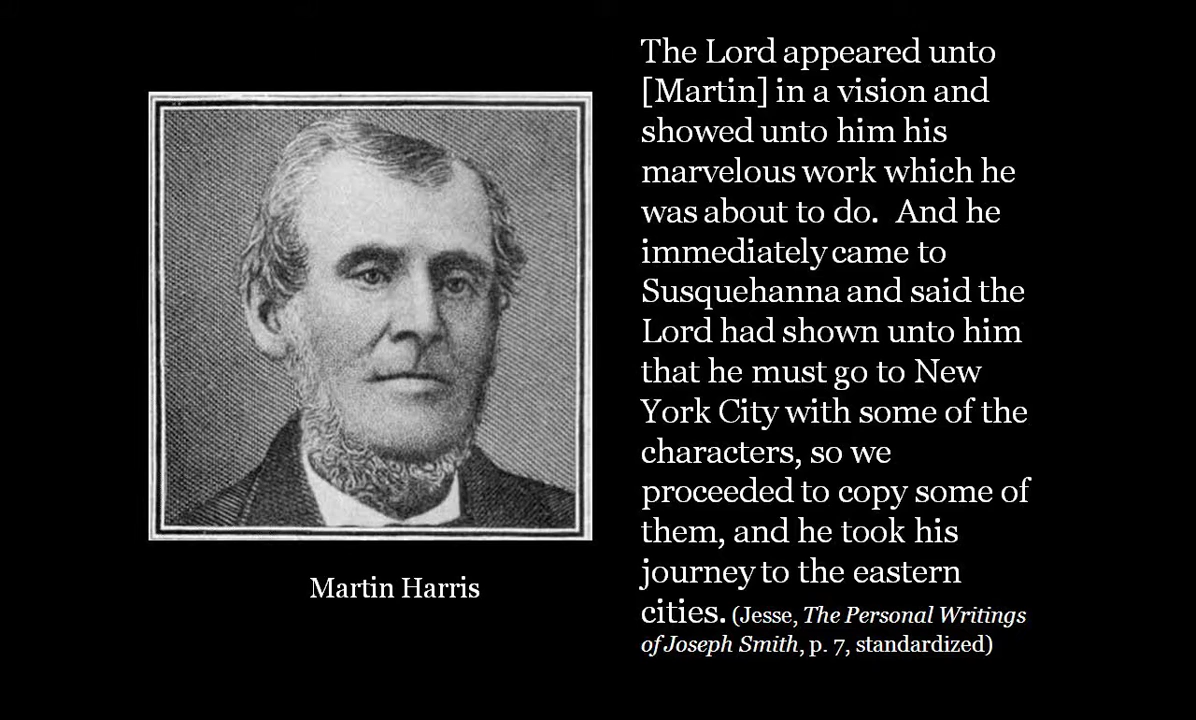 The Lord appeared unto
[Martin] in a vision and
showed unto him his
marvelous work which he
was about to do.  And he
immediately came to
Susquehanna and said the
Lord had shown unto him
that he must go to New
York City with some of the
characters, so we
proceeded to copy some of
them, and he took his
journey to the eastern
cities. (Jesse, The Personal Writings
of Joseph Smith, p. 7, standardized)
Martin Harris